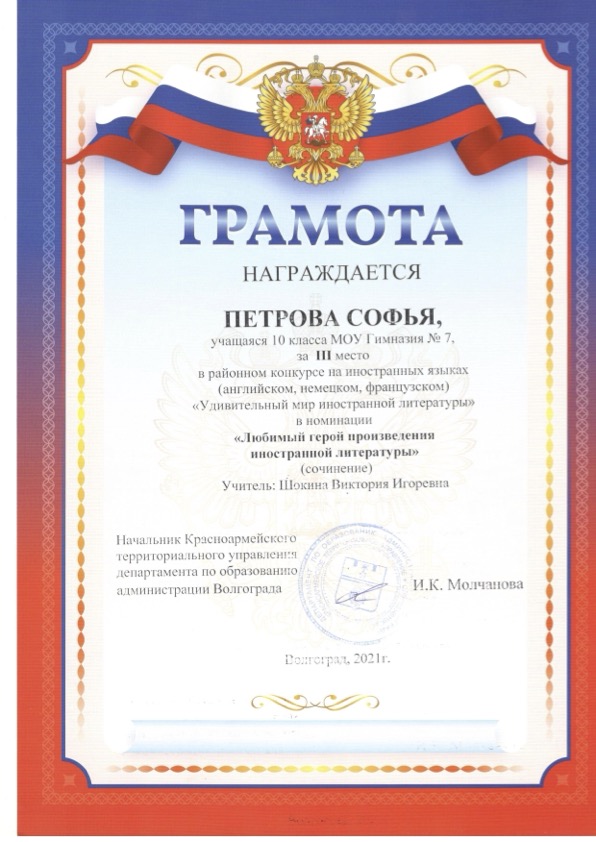 ГРАМОТА
НАГРАЖДАЕТСЯ
ПЕТРОВА СОФЬЯ,
учащаяся 10 класса МОУ Гимназия № 7,
за III место
в районном конкурсе на иностранных языках
(английском, немецком, французском)
«Удивительный мир иностранной литературы»
в номинации
«Любимый герой произведения
иностранной литературы»
(сочинение)
Учитель: Шокина Виктория Игоревна
Начальник Красноармейского
территориального управления
департамента по образованию
администрации Волгограда
И.К. Молчанова
Волгоград, 2021г.